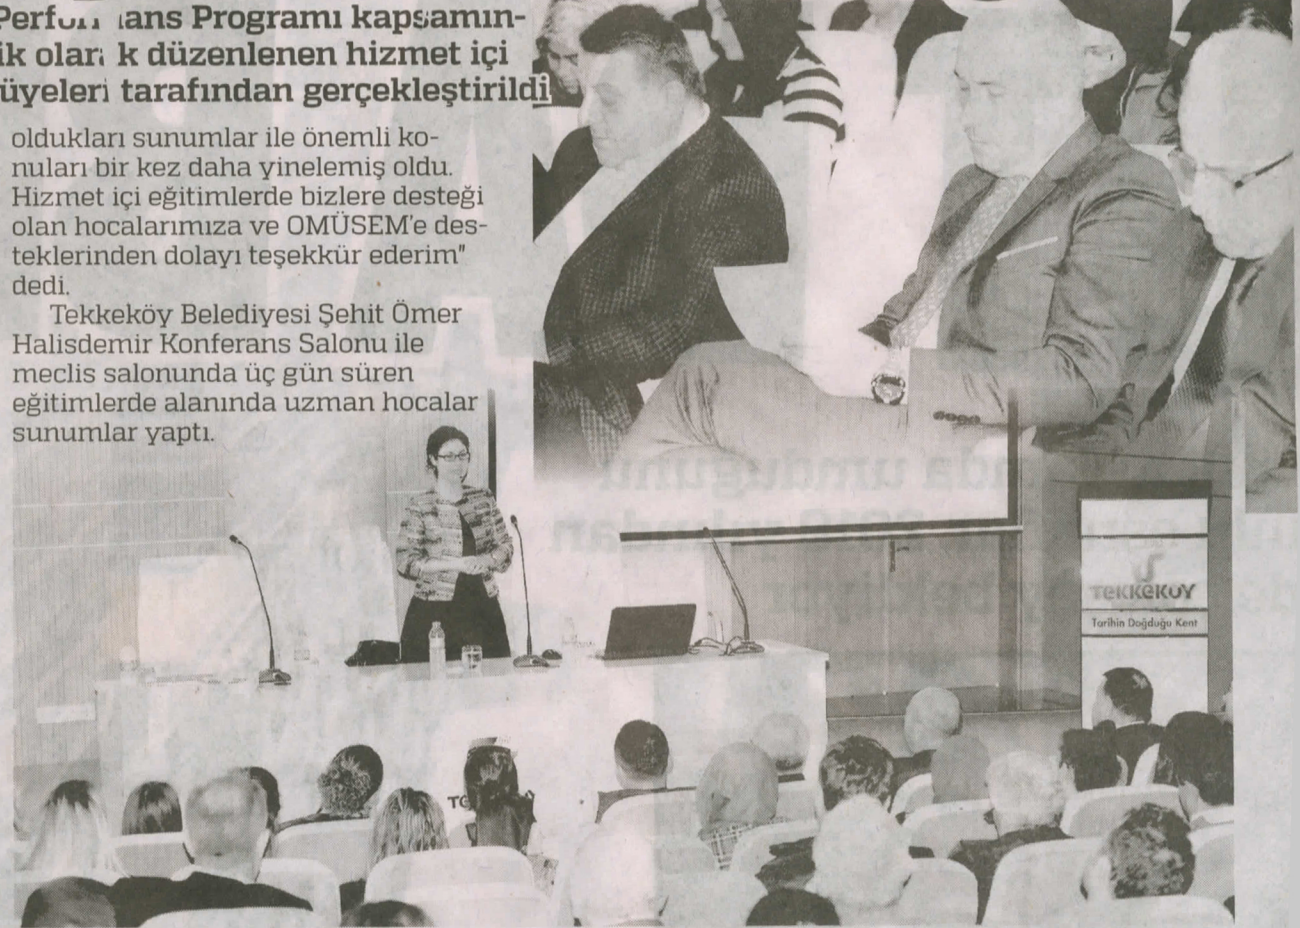 Performans Programı kapsamın-
ik olarak düzenlenen hizmet içi
üyeleri tarafından gerçekleştirildi
oldukları sunumlar ile önemli ko-
nuları bir kez daha yinelemiş oldu.
Hizmet içi eğitimlerde bizlere desteği
olan hocalarımıza ve OMÜSEM'e des-
teklerinden dolayı teşekkür ederim"
dedi.
Tekkeköy Belediyesi Şehit Ömer
Halisdemir Konferans Salonu ile
meclis salonunda üç gün süren
eğitimlerde alanında uzman hocalar
sunumlar yaptı.
TEKKEKÖY
Tarihin Doğduğu Kent